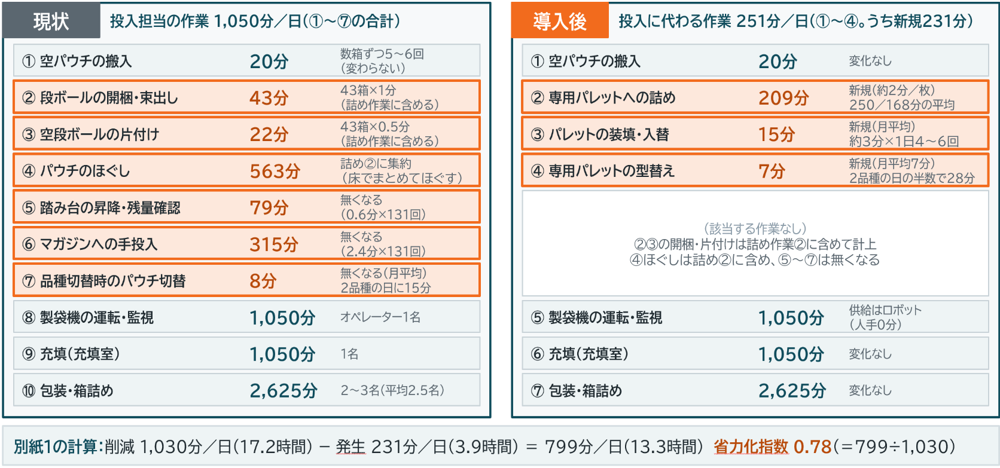 現状
投入担当の作業 1,050分／日(①〜⑦の合計)
① 空パウチの搬入 20分 数箱ずつ5〜6回
(変わらない)
② 段ボールの開梱・束出し 43分 43箱×1分
(詰め作業に含める)
③ 空段ボールの片付け 22分 43箱×0.5分
(詰め作業に含める)
④ パウチのほぐし 563分 詰め②に集約
(床でまとめてほぐす)
⑤ 踏み台の昇降・残量確認 79分 無くなる
(0.6分×131回)
⑥ マガジンへの手投入 315分 無くなる
(2.4分×131回)
⑦ 品種切替時のパウチ切替 8分 無くなる(月平均)
2品種の日に15分
⑧ 製袋機の運転・監視 1,050分 オペレーター1名
⑨ 充填(充填室) 1,050分 1名
⑩ 包装・箱詰め 2,625分 2〜3名(平均2.5名)
導入後
投入に代わる作業 251分／日(①〜④。うち新規231分)
① 空パウチの搬入 20分 変化なし
② 専用パレットへの詰め 209分 新規(約2分／枚)
250／168分の平均
③ パレットの装填・入替 15分 新規(月平均)
約3分×1日4〜6回
④ 専用パレットの型替え 7分 新規(月平均7分)
2品種の日の半数で28分
(該当する作業なし)
②③の開梱・片付けは詰め作業②に含めて計上
④ほぐしは詰め②に含め、⑤〜⑦は無くなる
⑤ 製袋機の運転・監視 1,050分 供給はロボット
(人手0分)
⑥ 充填(充填室) 1,050分 変化なし
⑦ 包装・箱詰め 2,625分 変化なし
別紙1の計算:削減 1,030分／日(17.2時間) − 発生 231分／日(3.9時間) ＝ 799分／日(13.3時間) 省力化指数 0.78(＝799÷1,030)